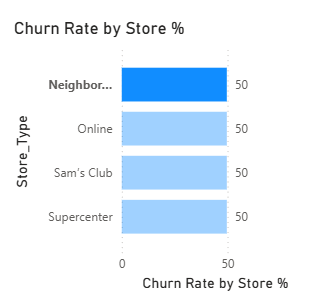 Churn Rate by Store %
Store_Type
Neighbor... 50
Online 50
Sam's Club 50
Supercenter 50
0 50
Churn Rate by Store %